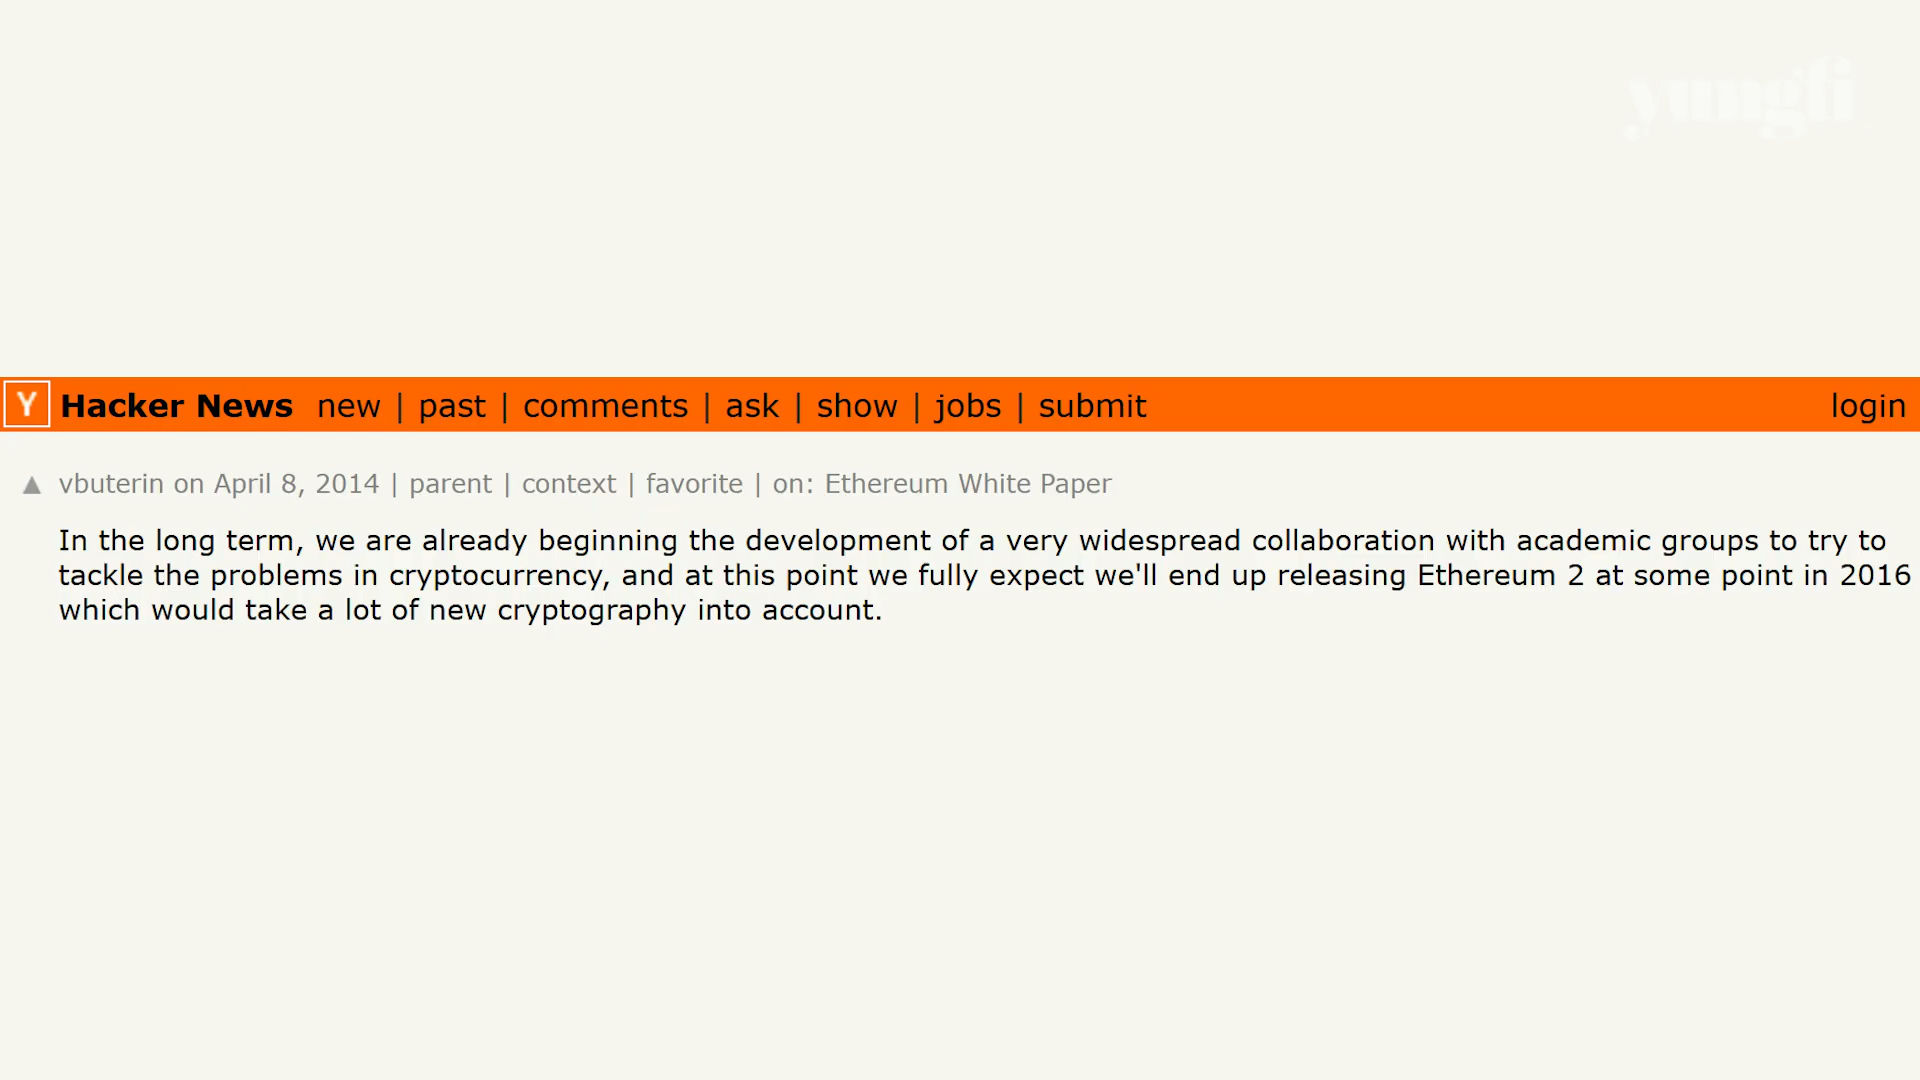 yungfi
Y Hacker News new | past | comments | ask | show | jobs | submit login
▲ vbuterin on April 8, 2014 | parent | context | favorite | on: Ethereum White Paper
In the long term, we are already beginning the development of a very widespread collaboration with academic groups to try to
tackle the problems in cryptocurrency, and at this point we fully expect we'll end up releasing Ethereum 2 at some point in 2016
which would take a lot of new cryptography into account.